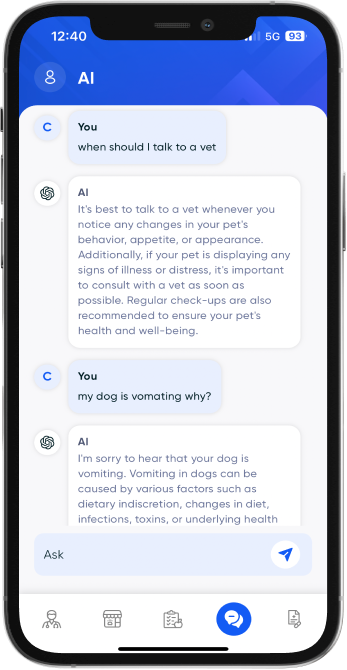 12:40
5G 93
AI
C
You
when should I talk to a vet
AI
It's best to talk to a vet whenever you
notice any changes in your pet's
behavior, appetite, or appearance.
Additionally, if your pet is displaying any
signs of illness or distress, it's important
to consult with a vet as soon as
possible. Regular check-ups are also
recommended to ensure your pet's
health and well-being.
C
You
my dog is vomating why?
AI
I'm sorry to hear that your dog is
vomiting. Vomiting in dogs can be
caused by various factors such as
dietary indiscretion, changes in diet,
infections, toxins, or underlying health
Ask